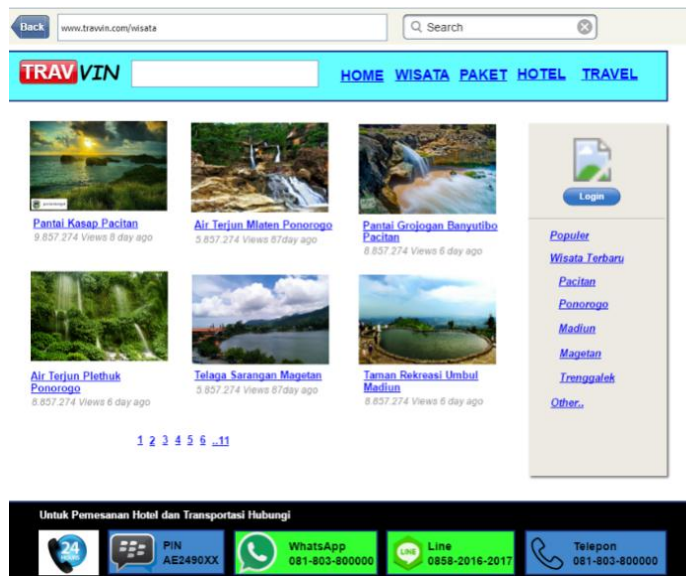 Back
www.travvin.com/wisata
Search
TRAVVIN
HOME WISATA PAKET HOTEL TRAVEL
Pantai Kasap Pacitan
9.857.274 Views 8 day ago
Air Terjun Mlaten Ponorogo
5.857.274 Views 87day ago
Pantai Grojogan Banyutibo
Pacitan
8.857.274 Views 6 day ago
Air Terjun Plethuk
Ponorogo
8.857.274 Views 6 day ago
Telaga Sarangan Magetan
5.857.274 Views 87day ago
Taman Rekreasi Umbul
Madiun
8.857.274 Views 6 day ago
1 2 3 4 5 6 ..11
Login
Populer
Wisata Terbaru
Pacitan
Ponorogo
Madiun
Magetan
Trenggalek
Other..
Untuk Pemesanan Hotel dan Transportasi Hubungi
24
HOURS
PIN
AE2490XX
WhatsApp
081-803-800000
LINE
Line
0858-2016-2017
Telepon
081-803-800000